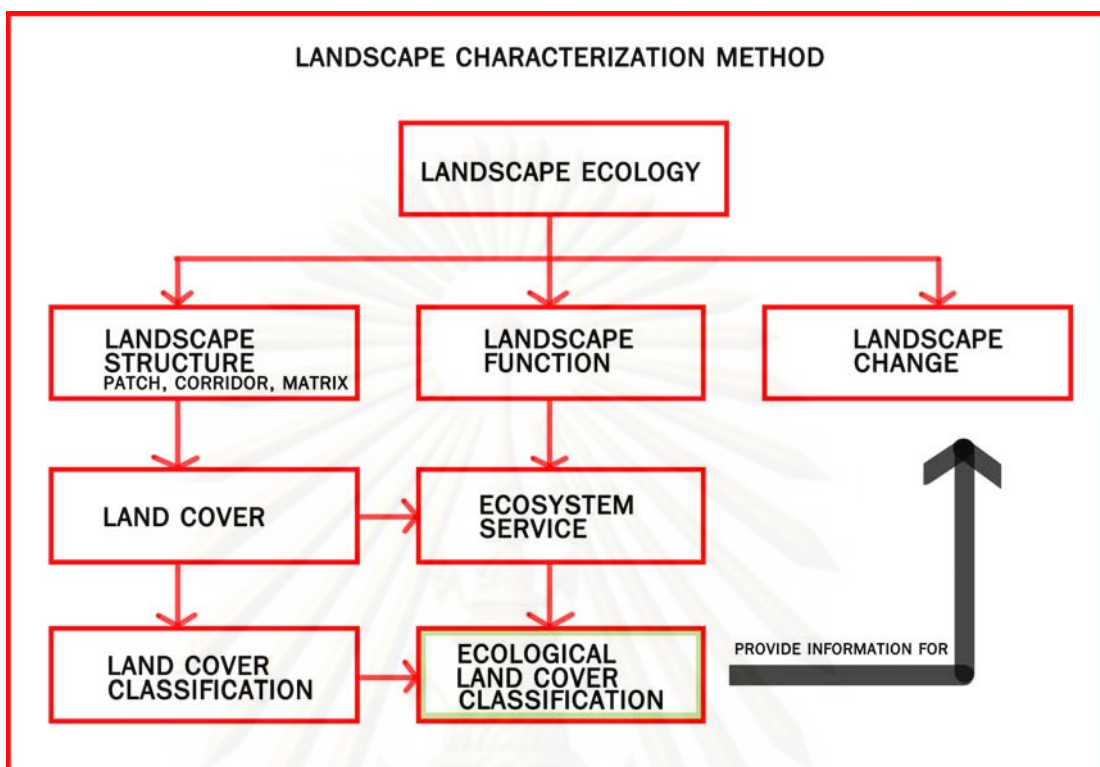 LANDSCAPE CHARACTERIZATION METHOD
LANDSCAPE ECOLOGY
LANDSCAPE
STRUCTURE
PATCH, CORRIDOR, MATRIX
LANDSCAPE
FUNCTION
LANDSCAPE
CHANGE
LAND COVER
ECOSYSTEM
SERVICE
LAND COVER
CLASSIFICATION
ECOLOGICAL
LAND COVER
CLASSIFICATION
PROVIDE INFORMATION FOR